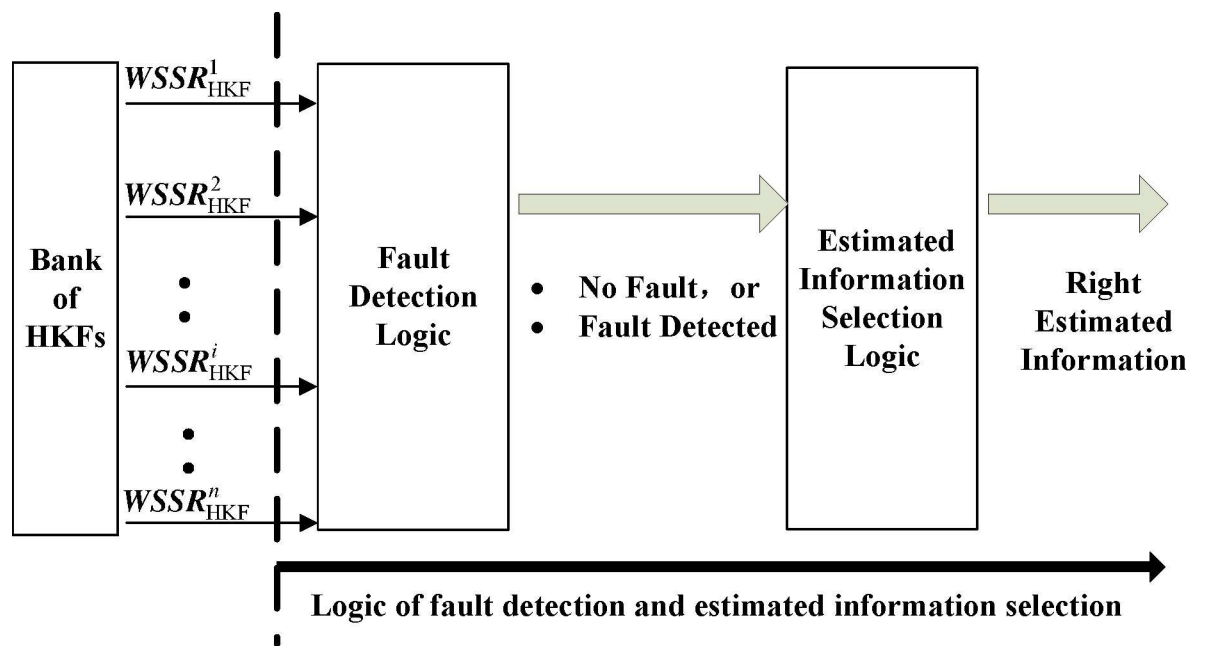 WSSR¹HKF
WSSR²HKF
WSSRⁱHKF
WSSRⁿHKF
Bank
of
HKFs
Fault
Detection
Logic
• No Fault，or
• Fault Detected
Estimated
Information
Selection
Logic
Right
Estimated
Information
Logic of fault detection and estimated information selection